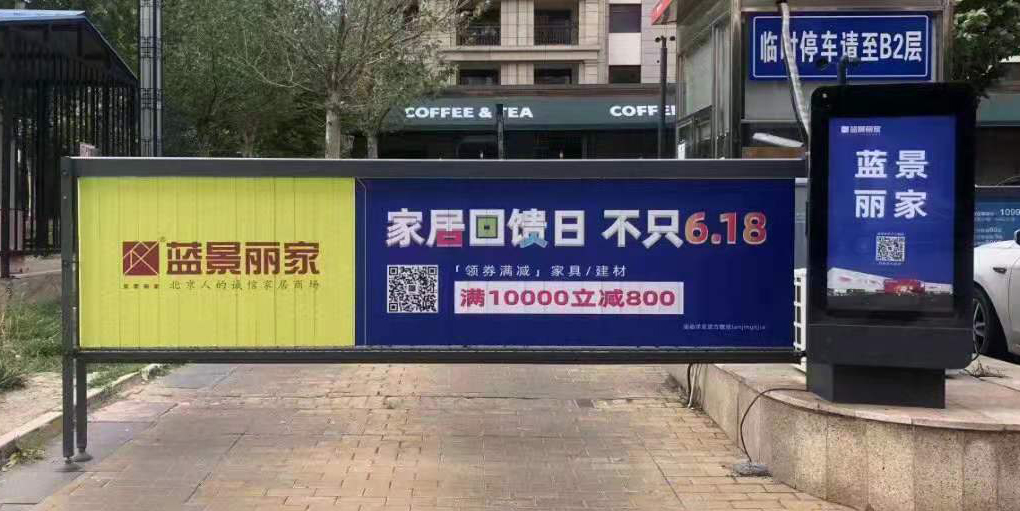 临时停车请至B2层
COFFEE & TEA
COFFE
蓝景丽家
蓝景
丽家
蓝景丽家
北京人的诚信家居商场
家居回馈日 不只6.18
「领券满减」家具/建材
满10000立减800
1099